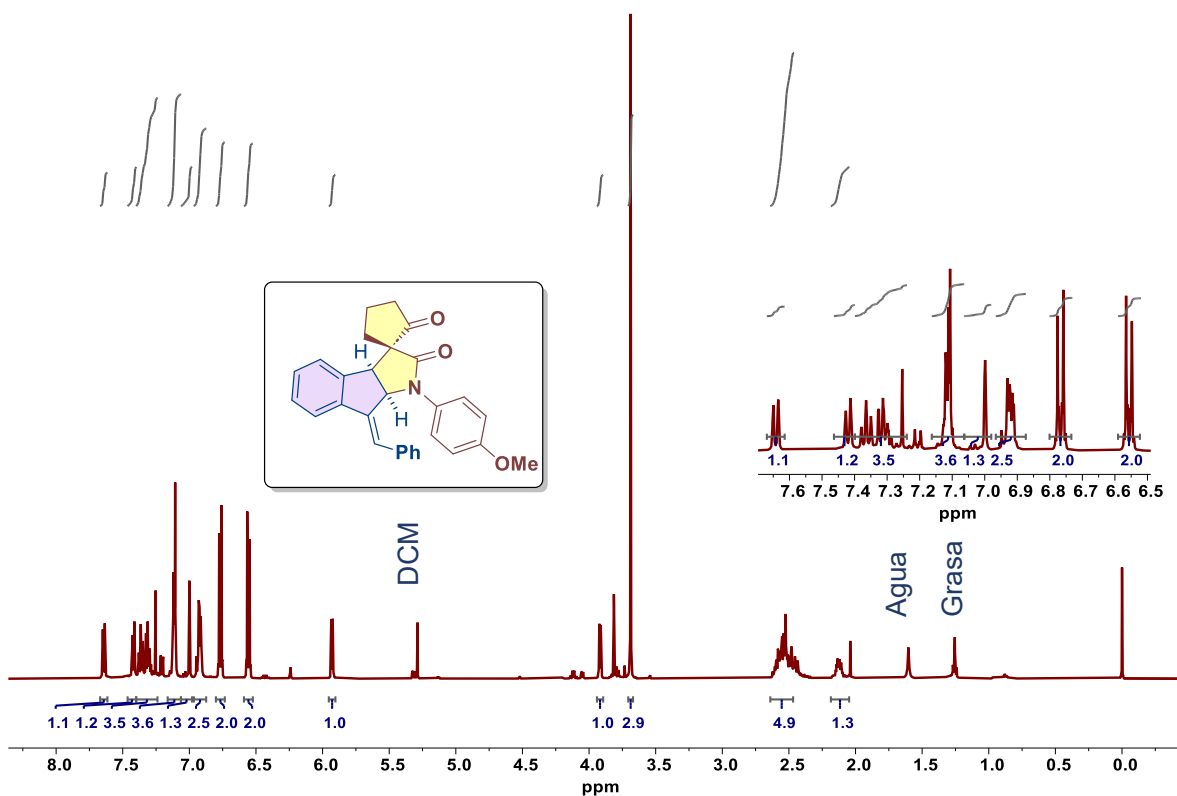 H
O
O
N
H
Ph
OMe
1.1 1.2 3.5 3.6 1.3 2.5 2.0 2.0
7.6 7.5 7.4 7.3 7.2 7.1 7.0 6.9 6.8 6.7 6.6 6.5
ppm
DCM
Agua
Grasa
1.1 1.2 3.5 3.6 1.3 2.5 2.0 2.0 1.0 1.0 2.9 4.9 1.3
8.0 7.5 7.0 6.5 6.0 5.5 5.0 4.5 4.0 3.5 3.0 2.5 2.0 1.5 1.0 0.5 0.0
ppm